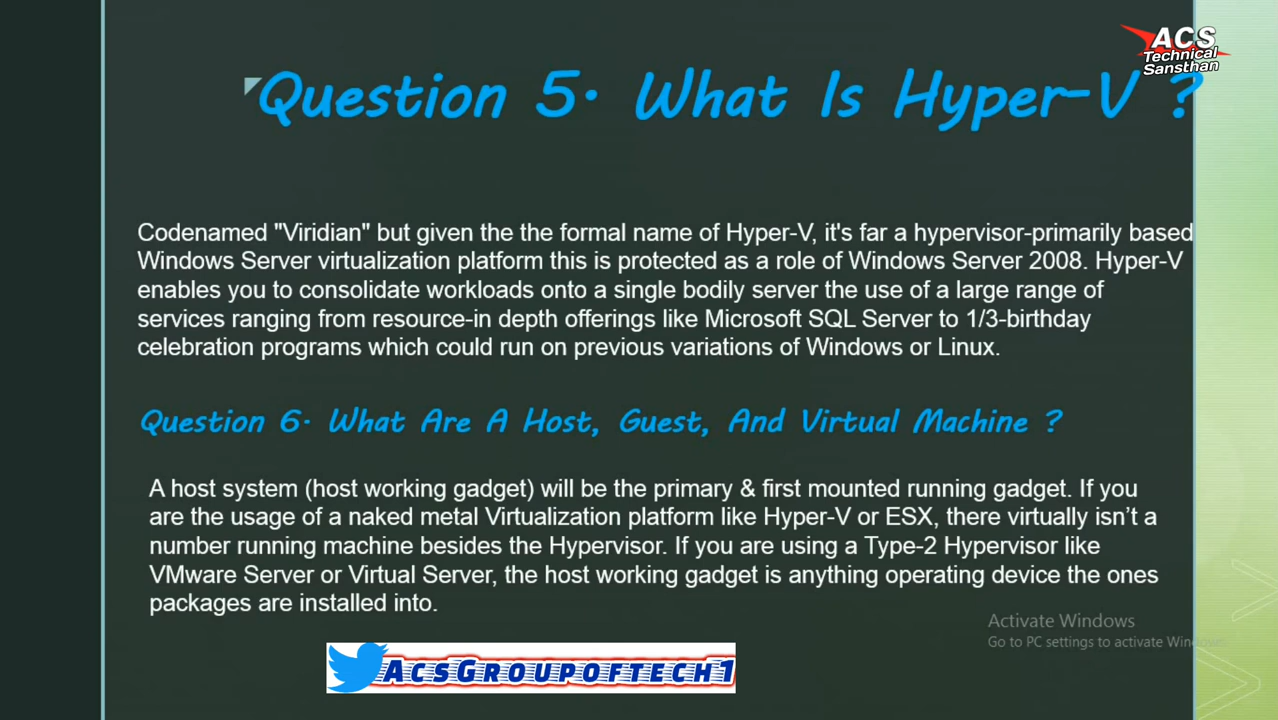 ACS
Technical
Sansthan
Question 5. What Is Hyper-V ?
Codenamed "Viridian" but given the the formal name of Hyper-V, it's far a hypervisor-primarily based
Windows Server virtualization platform this is protected as a role of Windows Server 2008. Hyper-V
enables you to consolidate workloads onto a single bodily server the use of a large range of
services ranging from resource-in depth offerings like Microsoft SQL Server to 1/3-birthday
celebration programs which could run on previous variations of Windows or Linux.
Question 6. What Are A Host, Guest, And Virtual Machine ?
A host system (host working gadget) will be the primary & first mounted running gadget. If you
are the usage of a naked metal Virtualization platform like Hyper-V or ESX, there virtually isn’t a
number running machine besides the Hypervisor. If you are using a Type-2 Hypervisor like
VMware Server or Virtual Server, the host working gadget is anything operating device the ones
packages are installed into.
Activate Windows
Go to PC settings to activate Windows.
AcsGroupoftech1